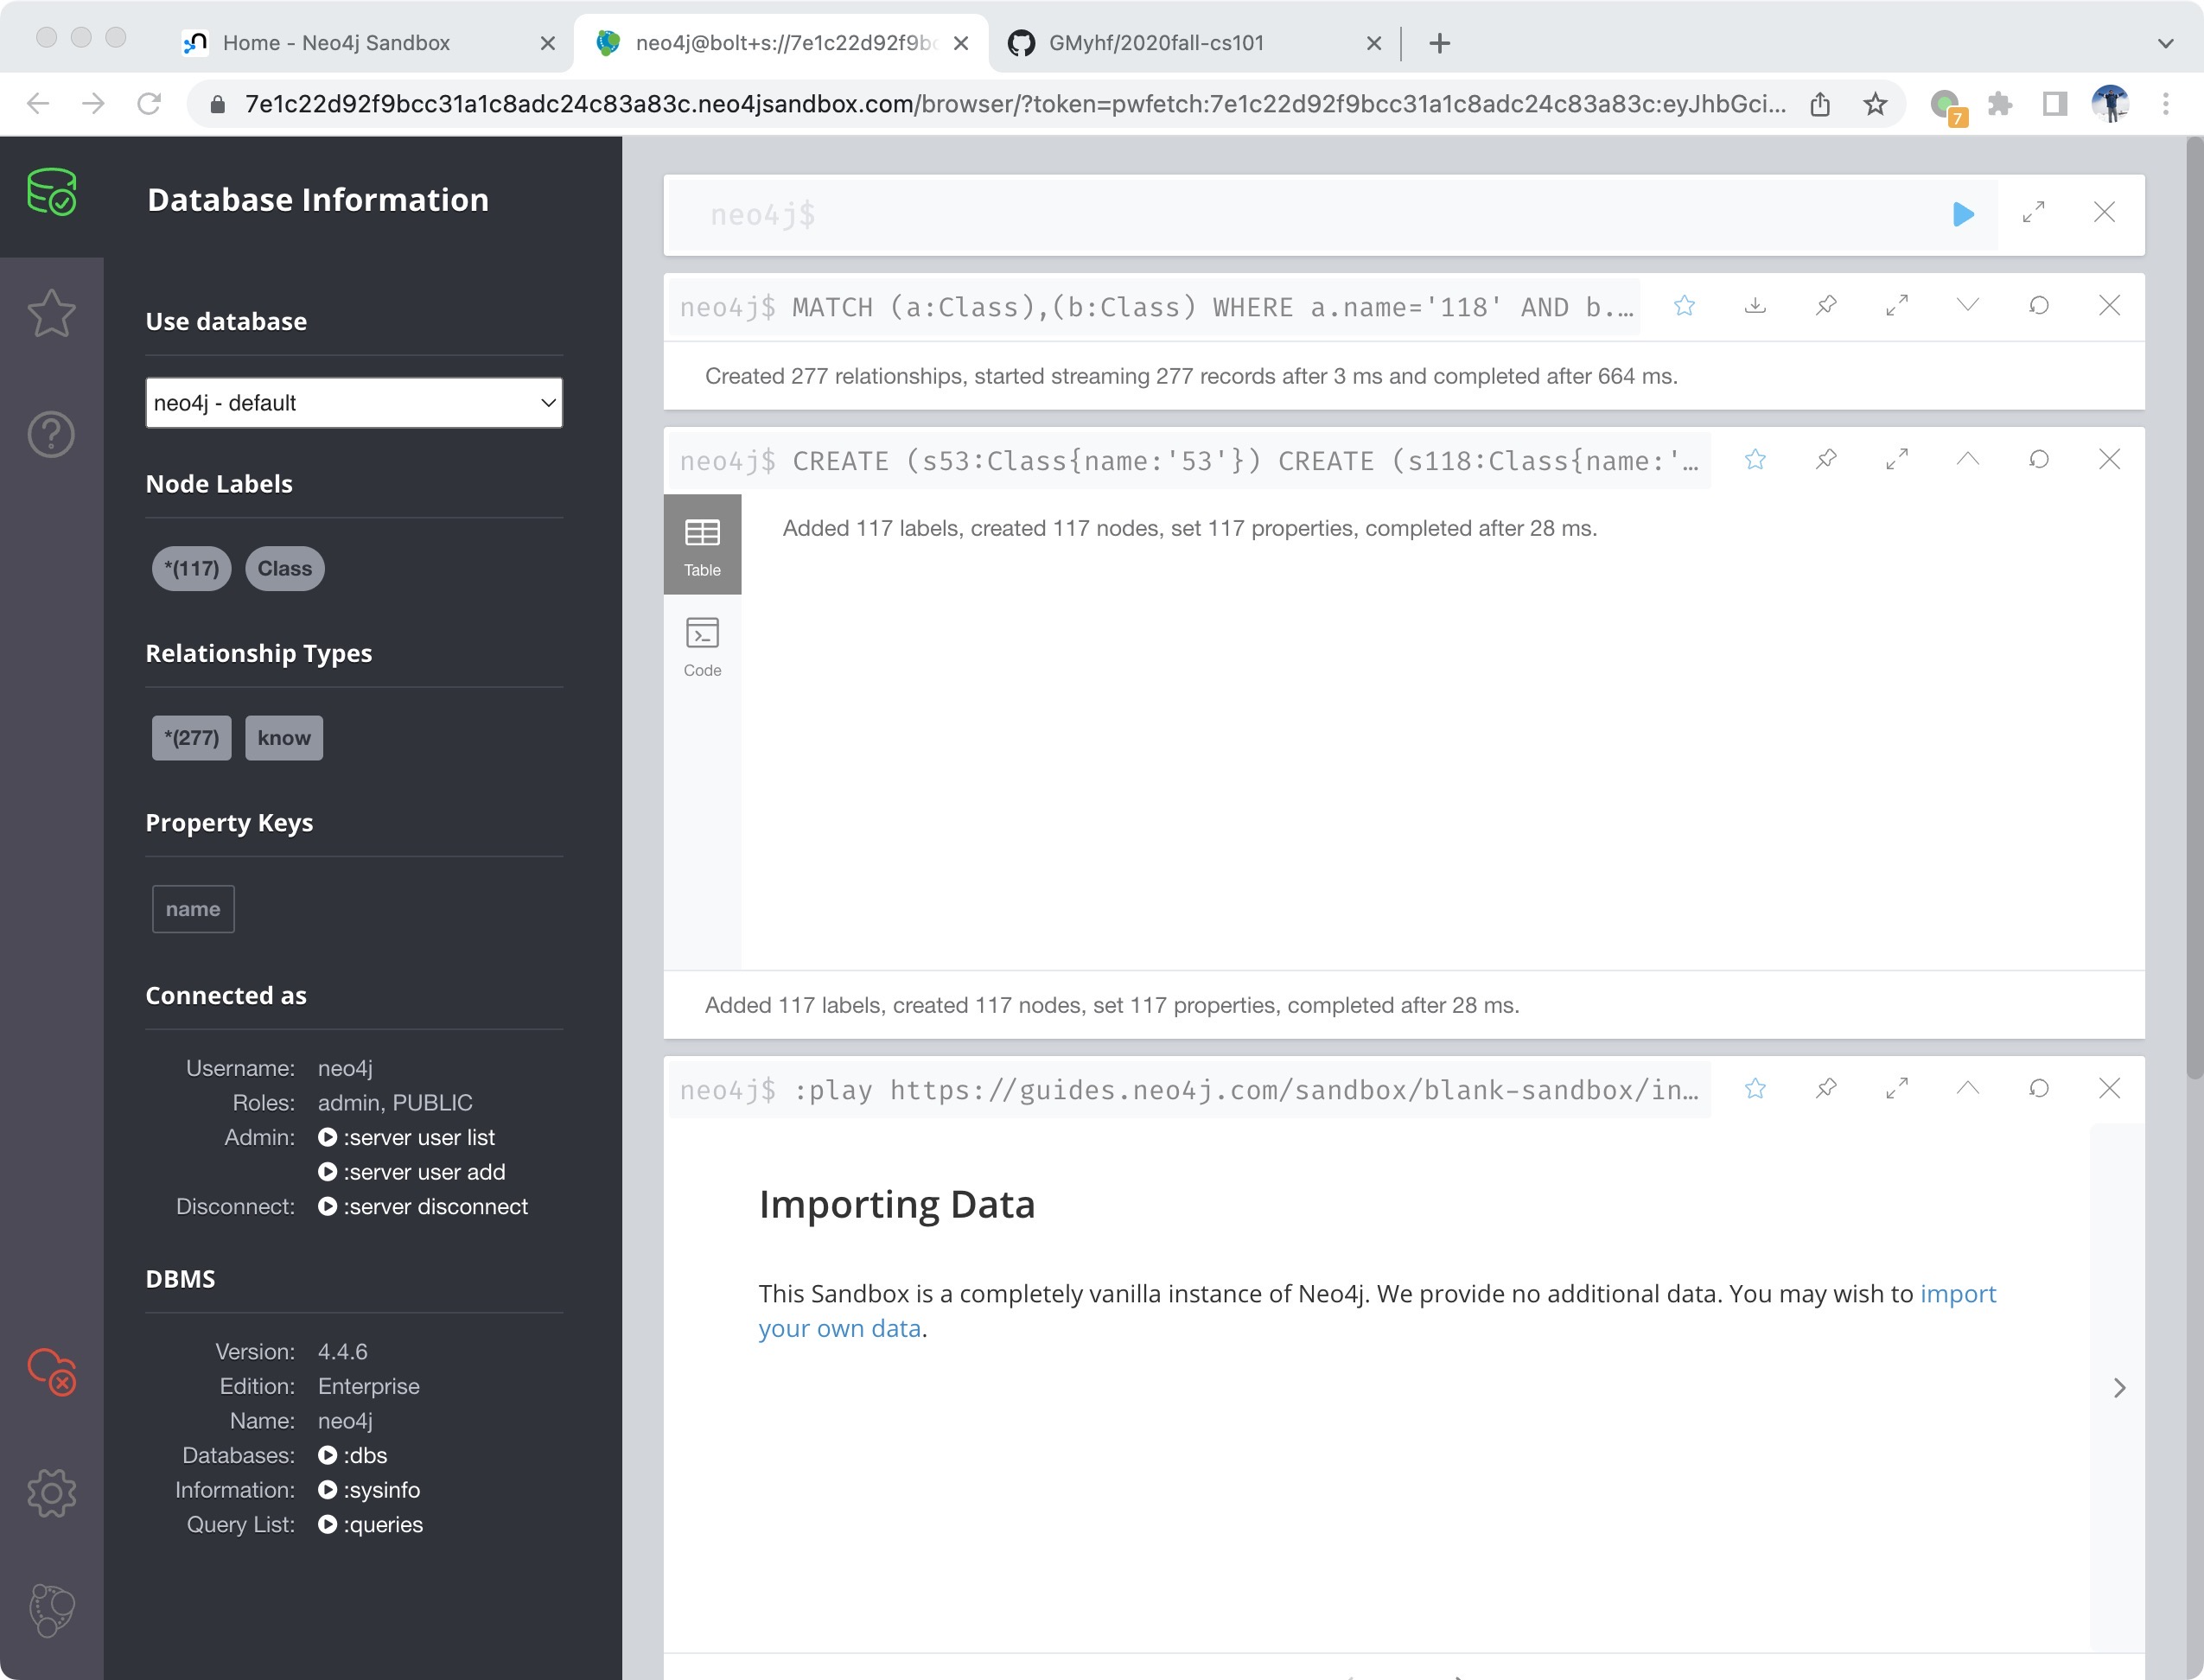 Home - Neo4j Sandbox
neo4j@bolt+s://7e1c22d92f9bc
GMyhf/2020fall-cs101
7e1c22d92f9bcc31a1c8adc24c83a83c.neo4jsandbox.com/browser/?token=pwfetch:7e1c22d92f9bcc31a1c8adc24c83a83c:eyJhbGci...
7
Database Information
Use database
neo4j - default
Node Labels
*(117) Class
Relationship Types
*(277) know
Property Keys
name
Connected as
Username: neo4j
Roles: admin, PUBLIC
Admin: :server user list
:server user add
Disconnect: :server disconnect
DBMS
Version: 4.4.6
Edition: Enterprise
Name: neo4j
Databases: :dbs
Information: :sysinfo
Query List: :queries
neo4j$
neo4j$ MATCH (a:Class),(b:Class) WHERE a.name='118' AND b.…
Created 277 relationships, started streaming 277 records after 3 ms and completed after 664 ms.
neo4j$ CREATE (s53:Class{name:'53'}) CREATE (s118:Class{name:'…
Table
Code
Added 117 labels, created 117 nodes, set 117 properties, completed after 28 ms.
Added 117 labels, created 117 nodes, set 117 properties, completed after 28 ms.
neo4j$ :play https://guides.neo4j.com/sandbox/blank-sandbox/in…
Importing Data
This Sandbox is a completely vanilla instance of Neo4j. We provide no additional data. You may wish to import
your own data.